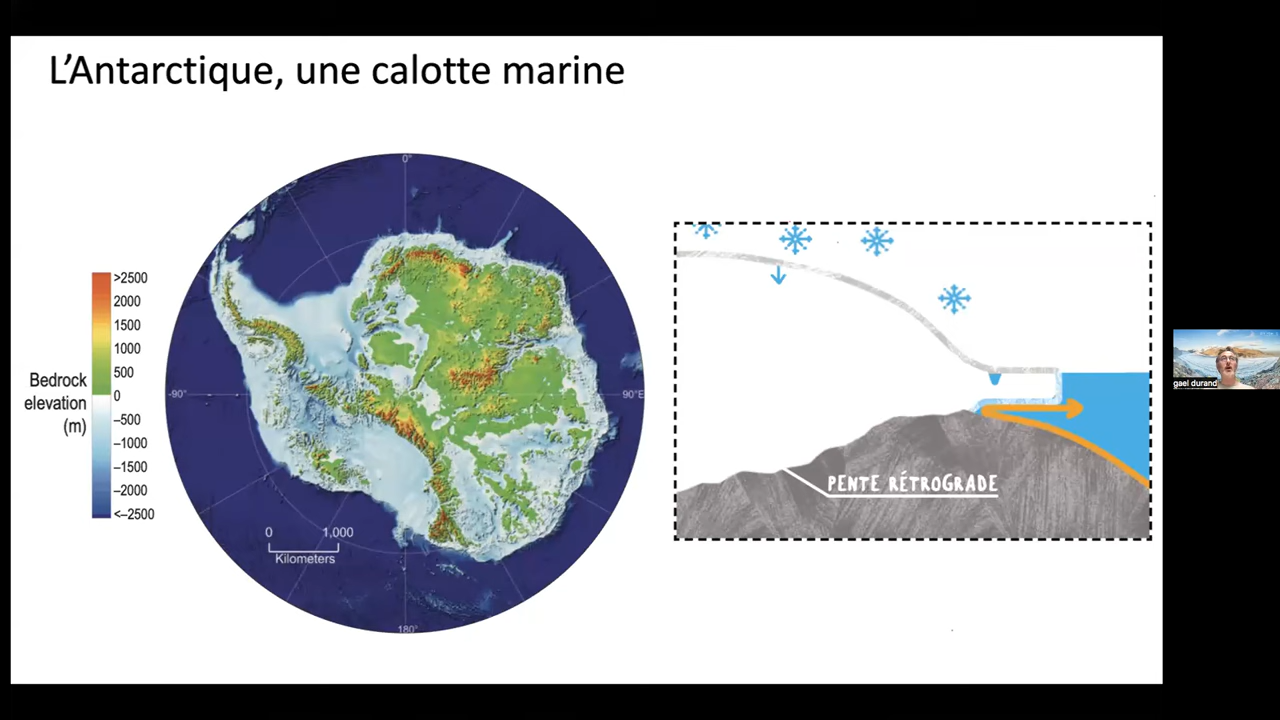 L'Antarctique, une calotte marine
Bedrock
elevation
(m)
>2500
2000
1500
1000
500
0
–500
–1000
–1500
–2000
<–2500
0°
-90°
90°E
180°
0 1,000
Kilometers
PENTE RÉTROGRADE
gael durand